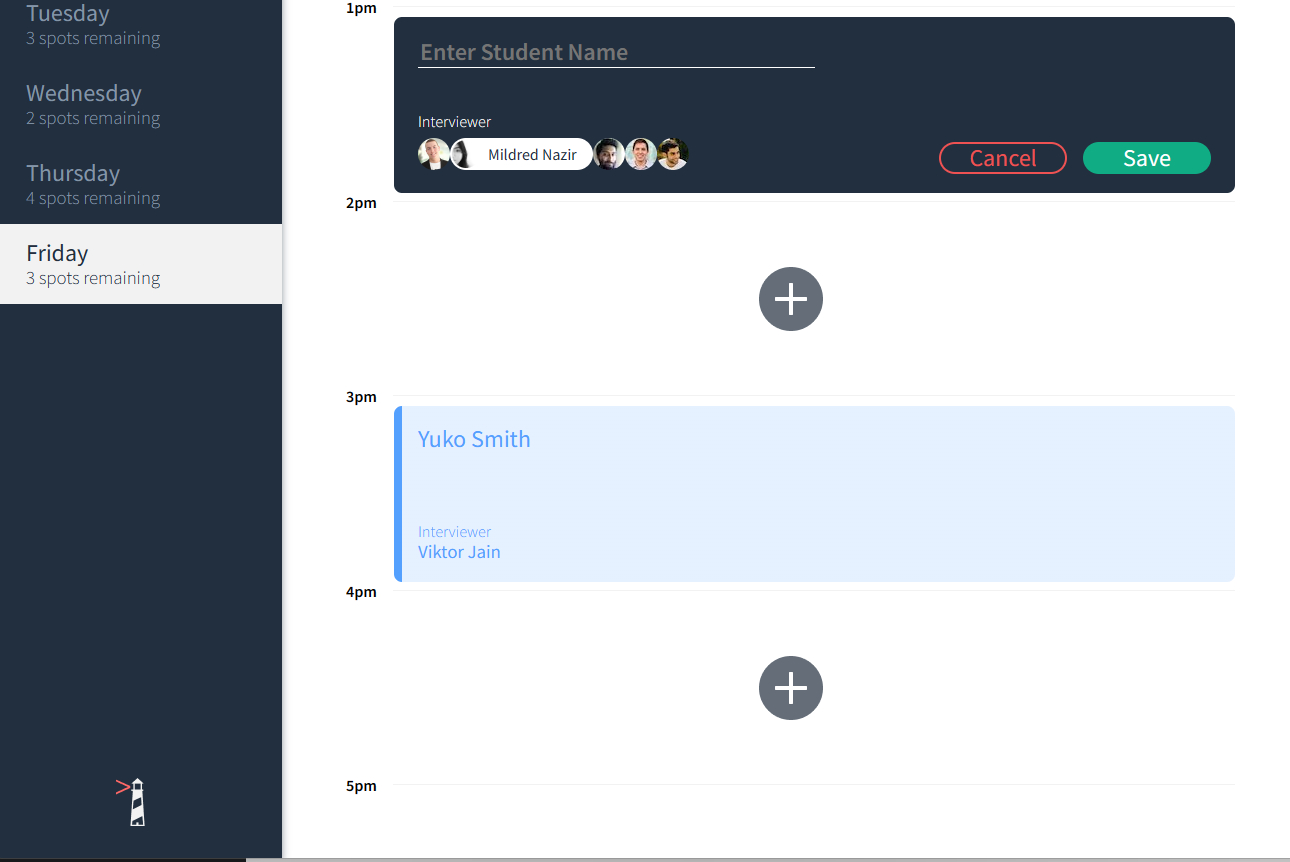 Tuesday
3 spots remaining
Wednesday
2 spots remaining
Thursday
4 spots remaining
Friday
3 spots remaining
1pm
Enter Student Name
Interviewer
Mildred Nazir
Cancel
Save
2pm
3pm
Yuko Smith
Interviewer
Viktor Jain
4pm
5pm